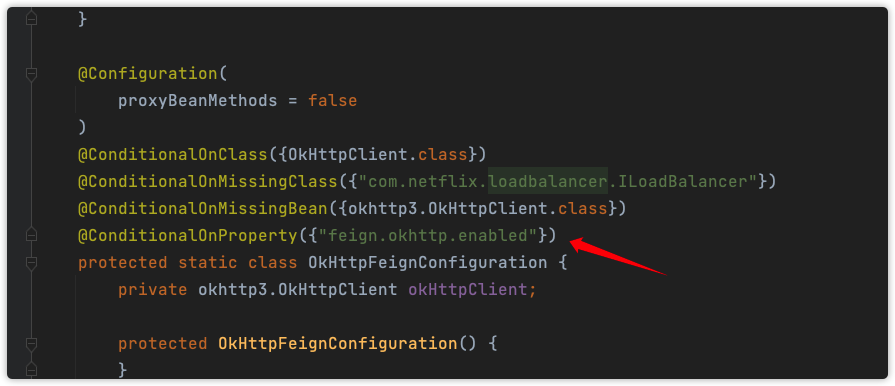 }
@Configuration(
proxyBeanMethods = false
)
@ConditionalOnClass({OkHttpClient.class})
@ConditionalOnMissingClass({"com.netflix.loadbalancer.ILoadBalancer"})
@ConditionalOnMissingBean({okhttp3.OkHttpClient.class})
@ConditionalOnProperty({"feign.okhttp.enabled"})
protected static class OkHttpFeignConfiguration {
private okhttp3.OkHttpClient okHttpClient;
protected OkHttpFeignConfiguration() {
}